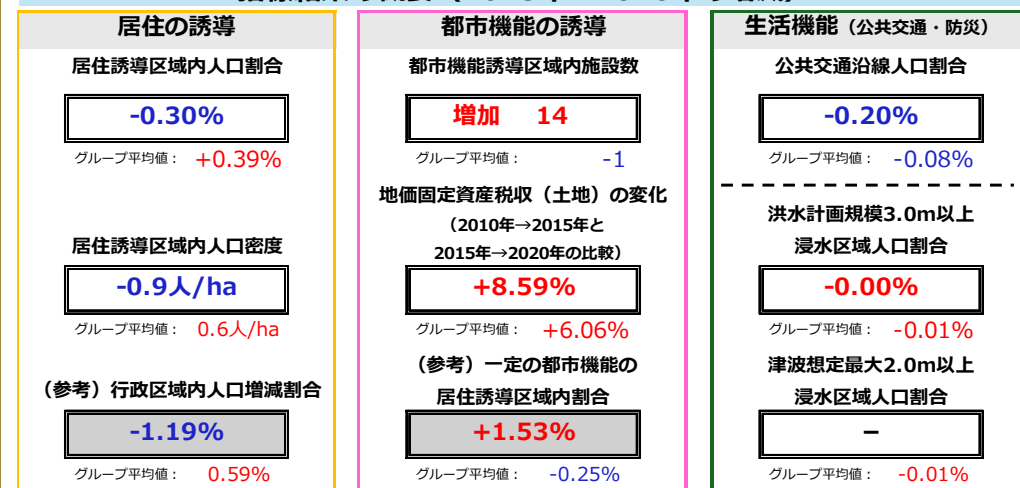 居住の誘導
居住誘導区域内人口割合
-0.30%
グループ平均値： +0.39%
居住誘導区域内人口密度
-0.9人/ha
グループ平均値： 0.6人/ha
（参考）行政区域内人口増減割合
-1.19%
グループ平均値： 0.59%
都市機能の誘導
都市機能誘導区域内施設数
増加 14
グループ平均値： -1
地価固定資産税収（土地）の変化
（2010年→2015年と
2015年→2020年の比較）
+8.59%
グループ平均値： +6.06%
（参考）一定の都市機能の
居住誘導区域内割合
+1.53%
グループ平均値： -0.25%
生活機能（公共交通・防災）
公共交通沿線人口割合
-0.20%
グループ平均値： -0.08%
洪水計画規模3.0m以上
浸水区域人口割合
-0.00%
グループ平均値： -0.01%
津波想定最大2.0m以上
浸水区域人口割合
–
グループ平均値： -0.01%